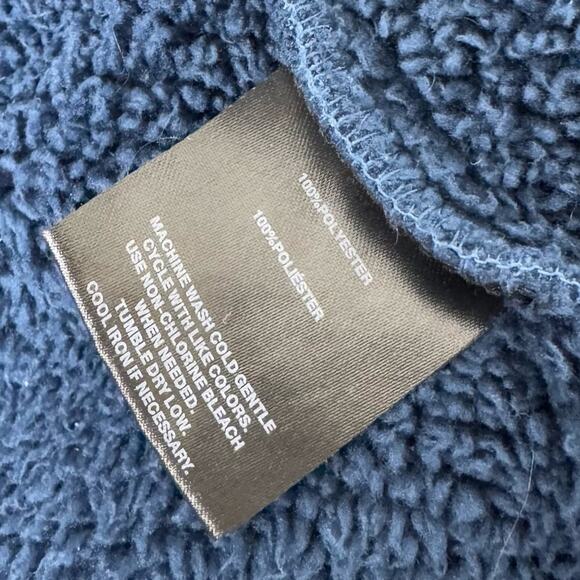 100%POLYESTER
100%POLIÉSTER
MACHINE WASH COLD GENTLE
CYCLE WITH LIKE COLORS.
USE NON-CHLORINE BLEACH
WHEN NEEDED.
TUMBLE DRY LOW.
COOL IRON IF NECESSARY.